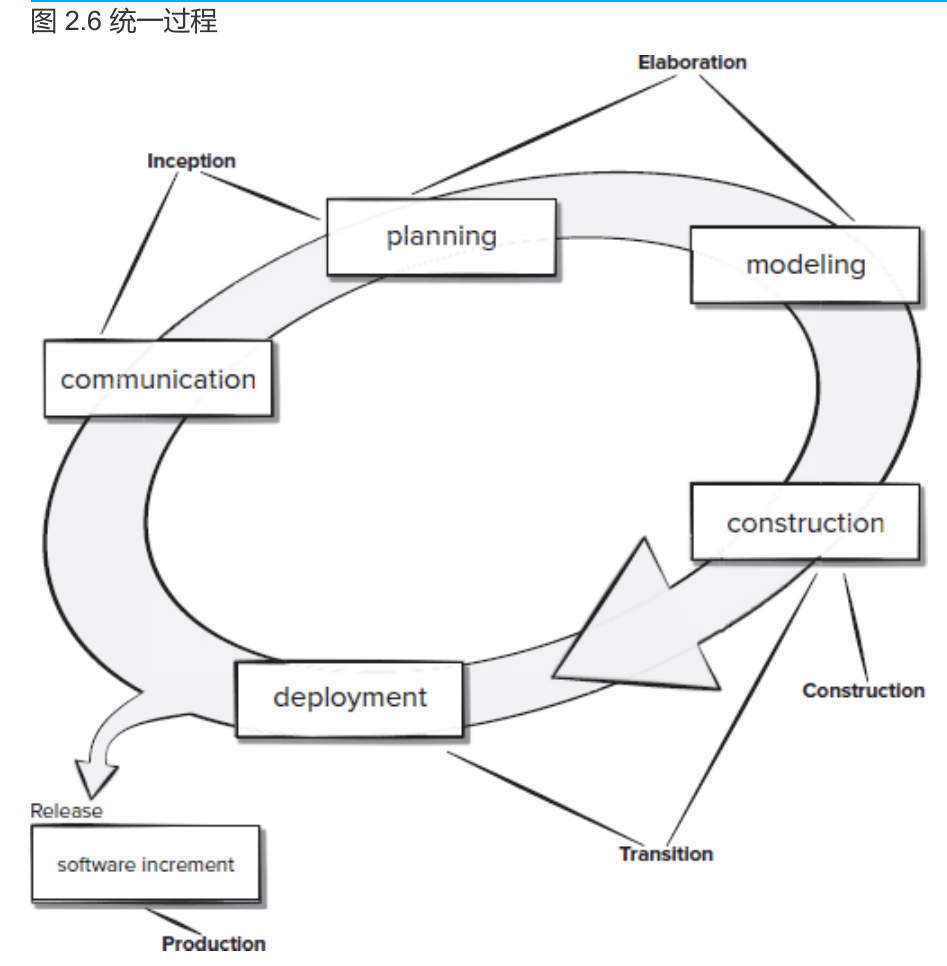 图 2.6 统一过程
Elaboration
Inception
planning
modeling
communication
construction
deployment
Construction
Release
software increment
Transition
Production